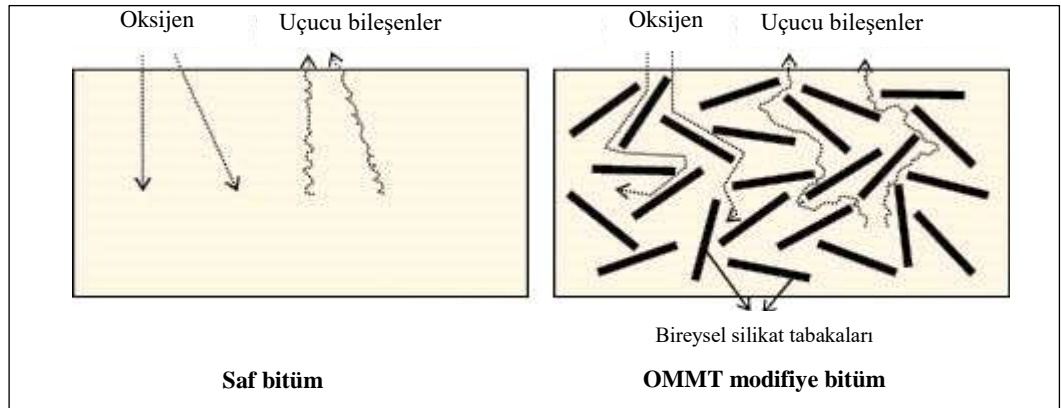 Oksijen Uçucu bileşenler
Oksijen Uçucu bileşenler
Bireysel silikat tabakaları
Saf bitüm
OMMT modifiye bitüm